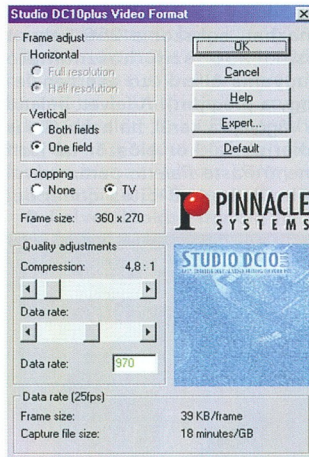 Studio DC10plus Video Format
Frame adjust
Horizontal
Full resolution
Half resolution
Vertical
Both fields
One field
Cropping
None TV
Frame size: 360 x 270
OK
Cancel
Help
Expert...
Default
PINNACLE
SYSTEMS
Quality adjustments
Compression: 4,8 : 1
Data rate:
Data rate: 970
STUDIO DC10
Data rate (25fps)
Frame size: 39 KB/frame
Capture file size: 18 minutes/GB